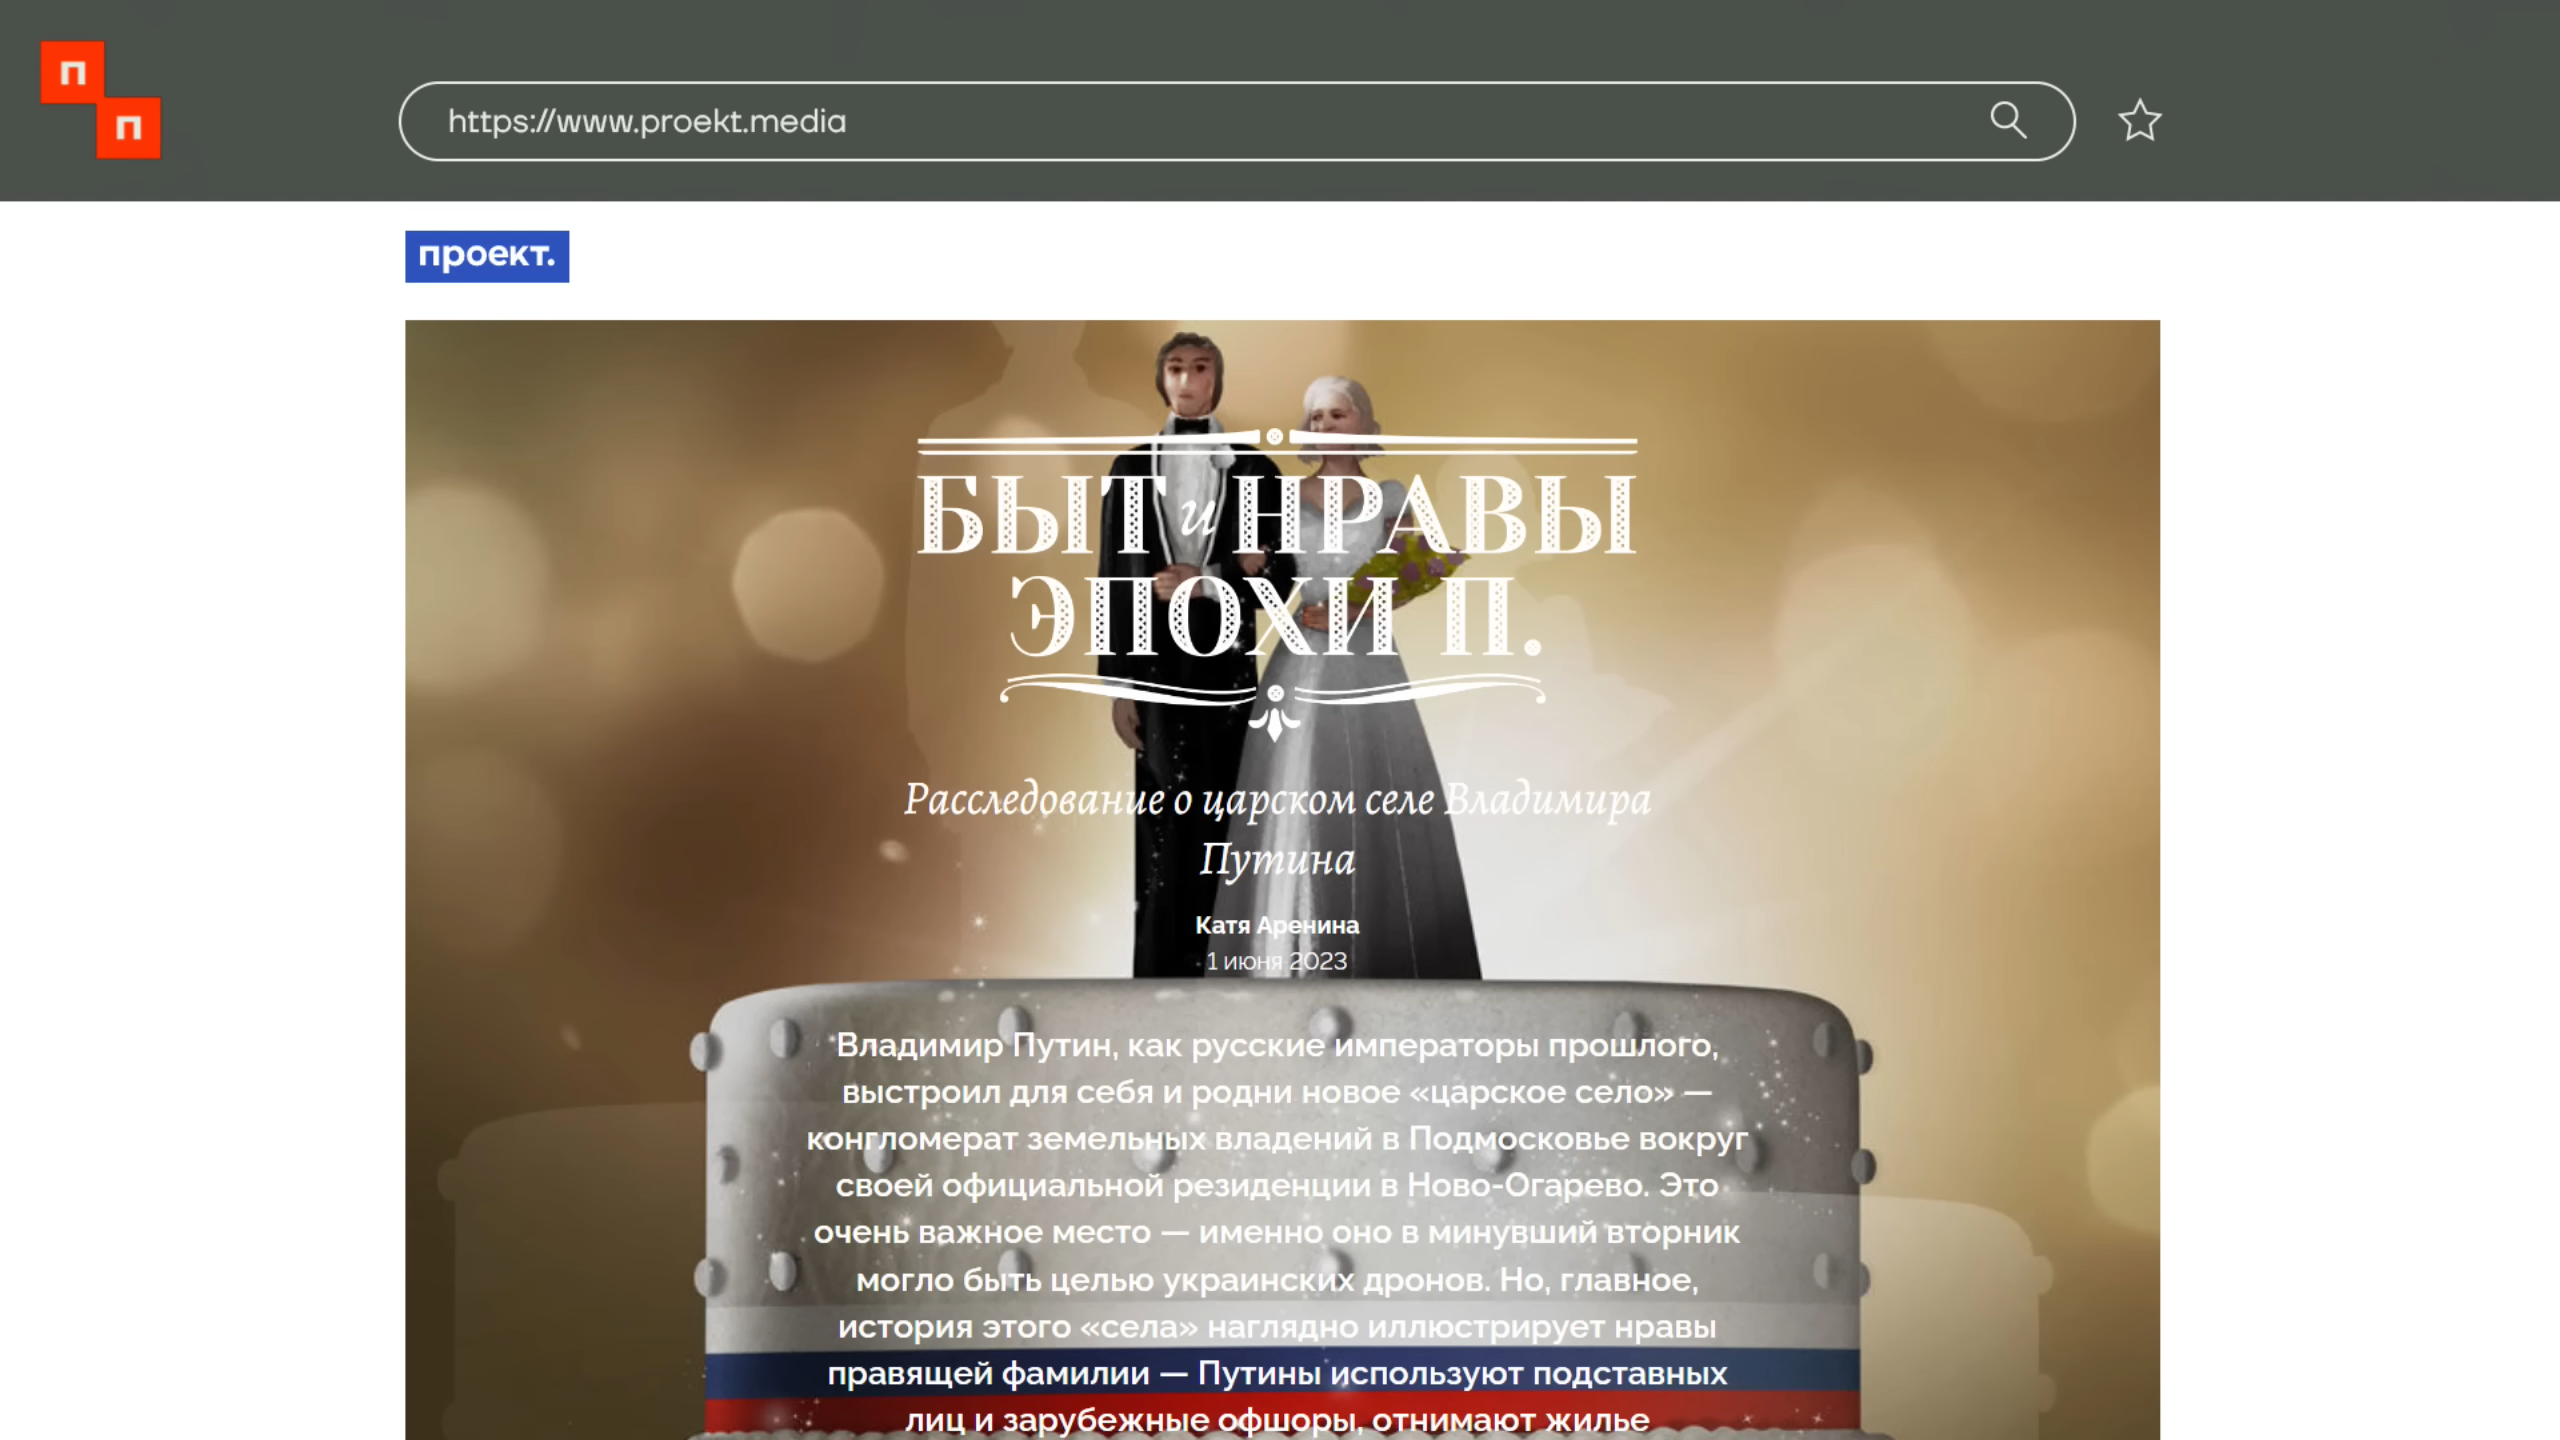 п
п
https://www.proekt.media
проект.
БЫТ и НРАВЫ
ЭПОХИ П.
Расследование о царском селе Владимира
Путина
Катя Аренина
1 июня 2023
Владимир Путин, как русские императоры прошлого,
выстроил для себя и родни новое «царское село» —
конгломерат земельных владений в Подмосковье вокруг
своей официальной резиденции в Ново-Огарево. Это
очень важное место — именно оно в минувший вторник
могло быть целью украинских дронов. Но, главное,
история этого «села» наглядно иллюстрирует нравы
правящей фамилии — Путины используют подставных
лиц и зарубежные офшоры, отнимают жилье